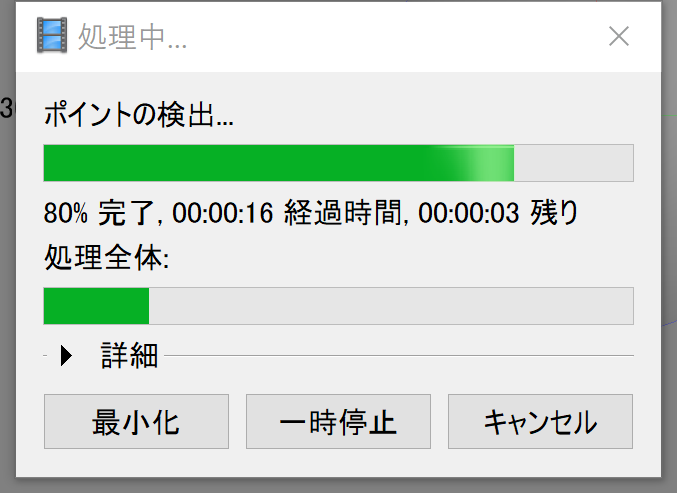 処理中...
ポイントの検出...
80% 完了, 00:00:16 経過時間, 00:00:03 残り
処理全体:
詳細
最小化 一時停止 キャンセル